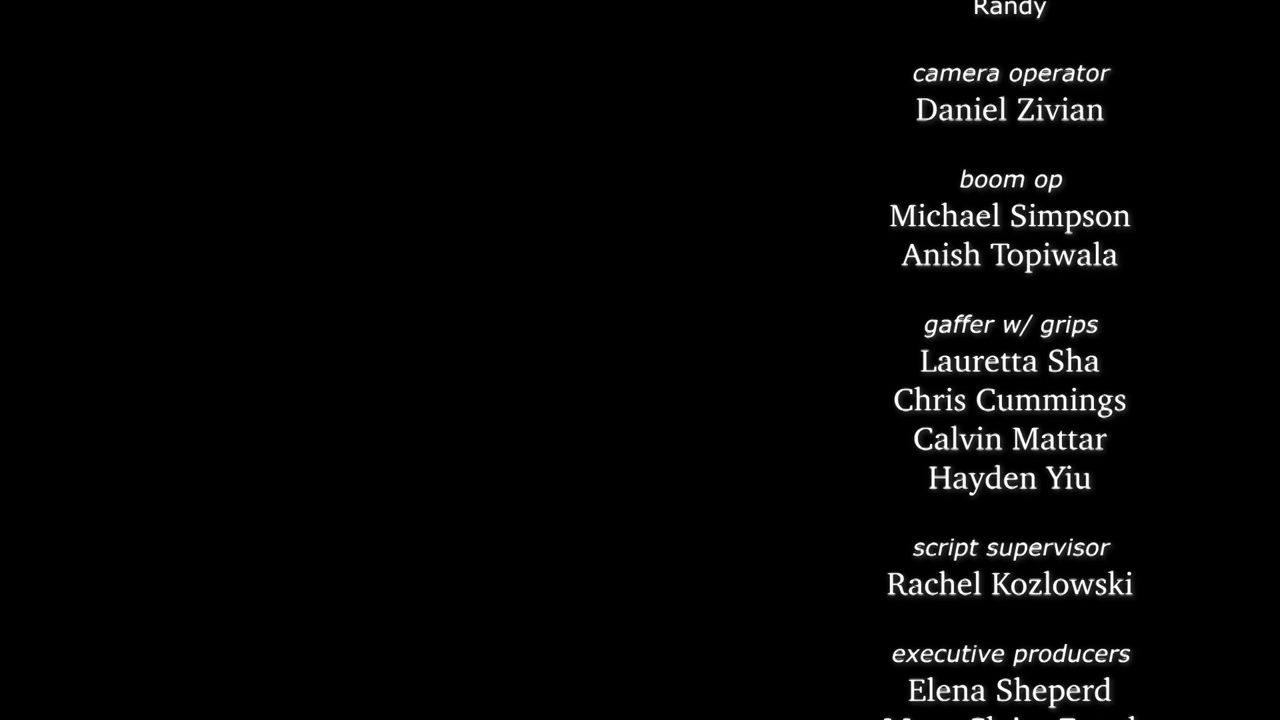 Randy
camera operator
Daniel Zivian
boom op
Michael Simpson
Anish Topiwala
gaffer w/ grips
Lauretta Sha
Chris Cummings
Calvin Mattar
Hayden Yiu
script supervisor
Rachel Kozlowski
executive producers
Elena Sheperd